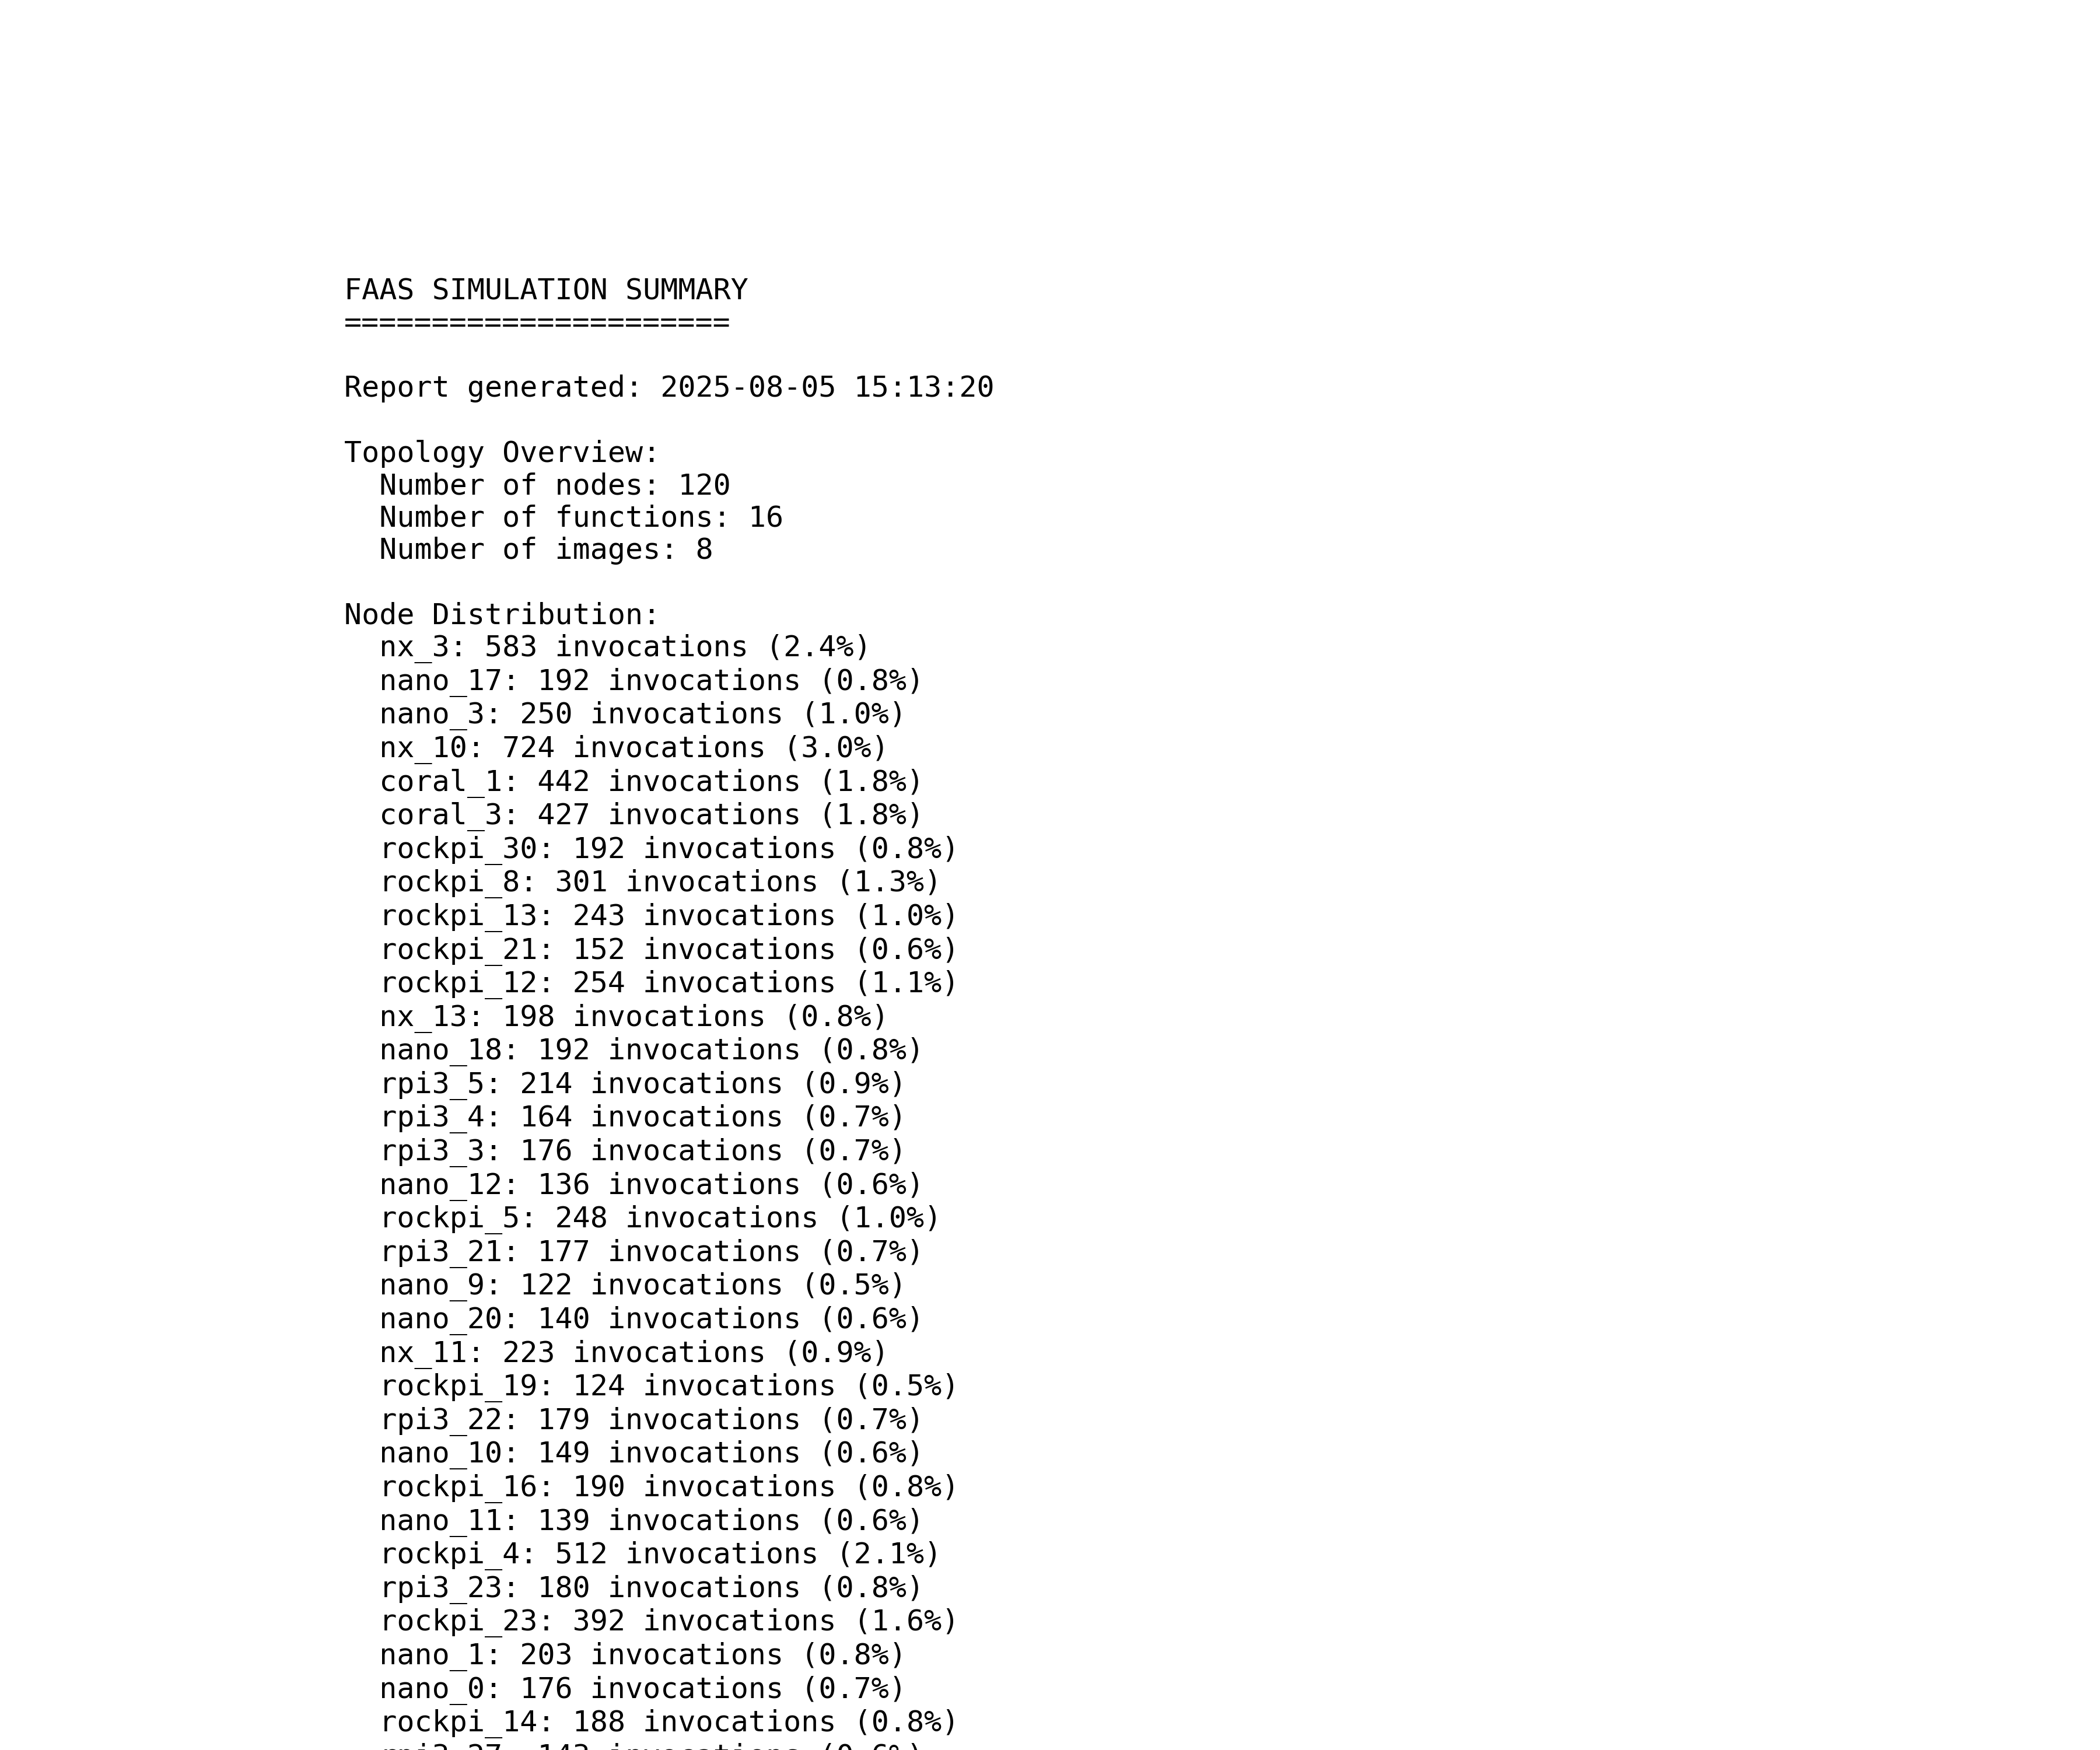 FAAS SIMULATION SUMMARY
======================
Report generated: 2025-08-05 15:13:20
Topology Overview:
Number of nodes: 120
Number of functions: 16
Number of images: 8
Node Distribution:
nx_3: 583 invocations (2.4%)
nano_17: 192 invocations (0.8%)
nano_3: 250 invocations (1.0%)
nx_10: 724 invocations (3.0%)
coral_1: 442 invocations (1.8%)
coral_3: 427 invocations (1.8%)
rockpi_30: 192 invocations (0.8%)
rockpi_8: 301 invocations (1.3%)
rockpi_13: 243 invocations (1.0%)
rockpi_21: 152 invocations (0.6%)
rockpi_12: 254 invocations (1.1%)
nx_13: 198 invocations (0.8%)
nano_18: 192 invocations (0.8%)
rpi3_5: 214 invocations (0.9%)
rpi3_4: 164 invocations (0.7%)
rpi3_3: 176 invocations (0.7%)
nano_12: 136 invocations (0.6%)
rockpi_5: 248 invocations (1.0%)
rpi3_21: 177 invocations (0.7%)
nano_9: 122 invocations (0.5%)
nano_20: 140 invocations (0.6%)
nx_11: 223 invocations (0.9%)
rockpi_19: 124 invocations (0.5%)
rpi3_22: 179 invocations (0.7%)
nano_10: 149 invocations (0.6%)
rockpi_16: 190 invocations (0.8%)
nano_11: 139 invocations (0.6%)
rockpi_4: 512 invocations (2.1%)
rpi3_23: 180 invocations (0.8%)
rockpi_23: 392 invocations (1.6%)
nano_1: 203 invocations (0.8%)
nano_0: 176 invocations (0.7%)
rockpi_14: 188 invocations (0.8%)